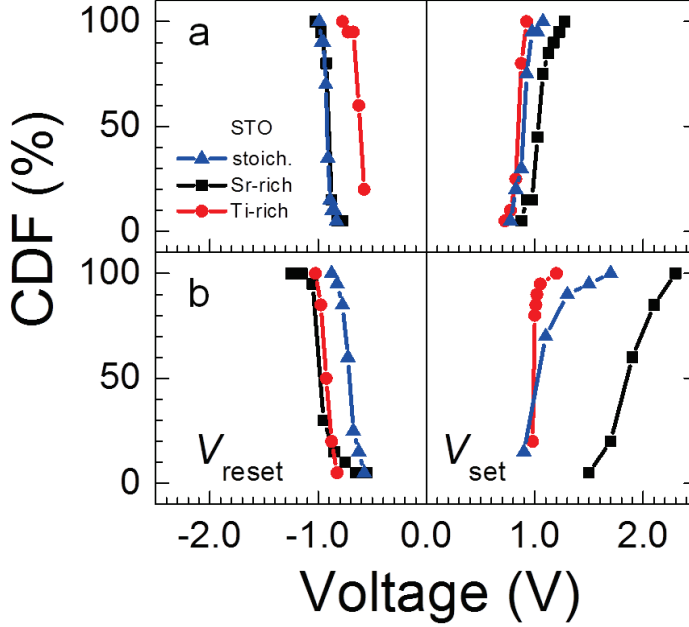 CDF (%)
a
100
50
0
STO
stoich.
Sr-rich
Ti-rich
b
100
50
0
Vreset
Vset
-2.0 -1.0 0.0 1.0 2.0
Voltage (V)